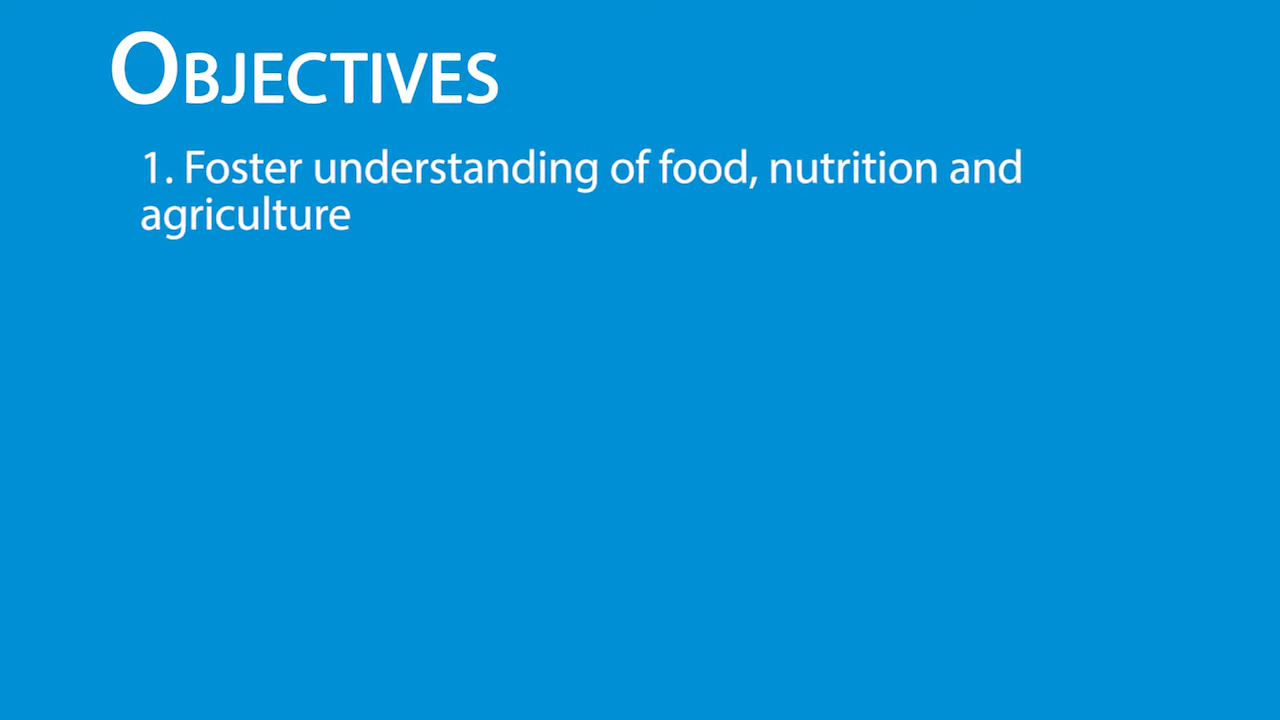 OBJECTIVES
1. Foster understanding of food, nutrition and
agriculture